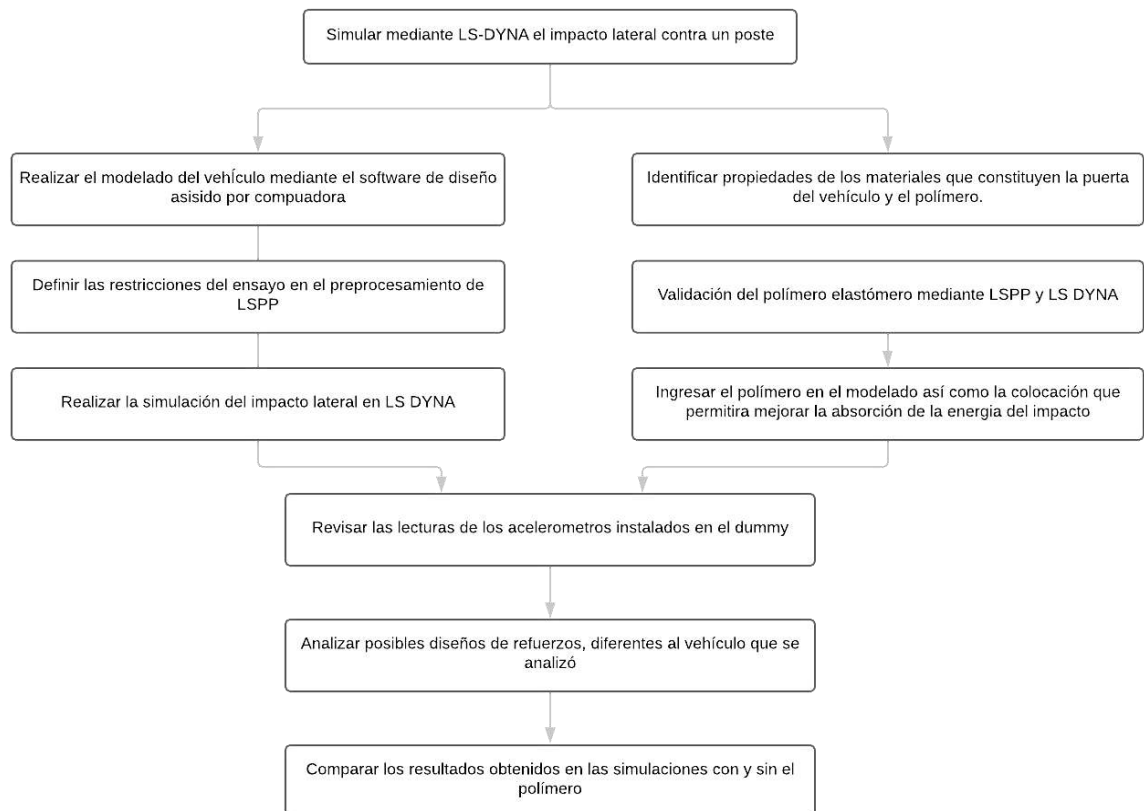 Simular mediante LS-DYNA el impacto lateral contra un poste
Realizar el modelado del vehÍculo mediante el software de diseño
asisido por compuadora
Identificar propiedades de los materiales que constituyen la puerta
del vehículo y el polímero.
Definir las restricciones del ensayo en el preprocesamiento de
LSPP
Validación del polímero elastómero mediante LSPP y LS DYNA
Realizar la simulación del impacto lateral en LS DYNA
Ingresar el polímero en el modelado así como la colocación que
permitira mejorar la absorción de la energia del impacto
Revisar las lecturas de los acelerometros instalados en el dummy
Analizar posibles diseños de refuerzos, diferentes al vehículo que se
analizó
Comparar los resultados obtenidos en las simulaciones con y sin el
polímero